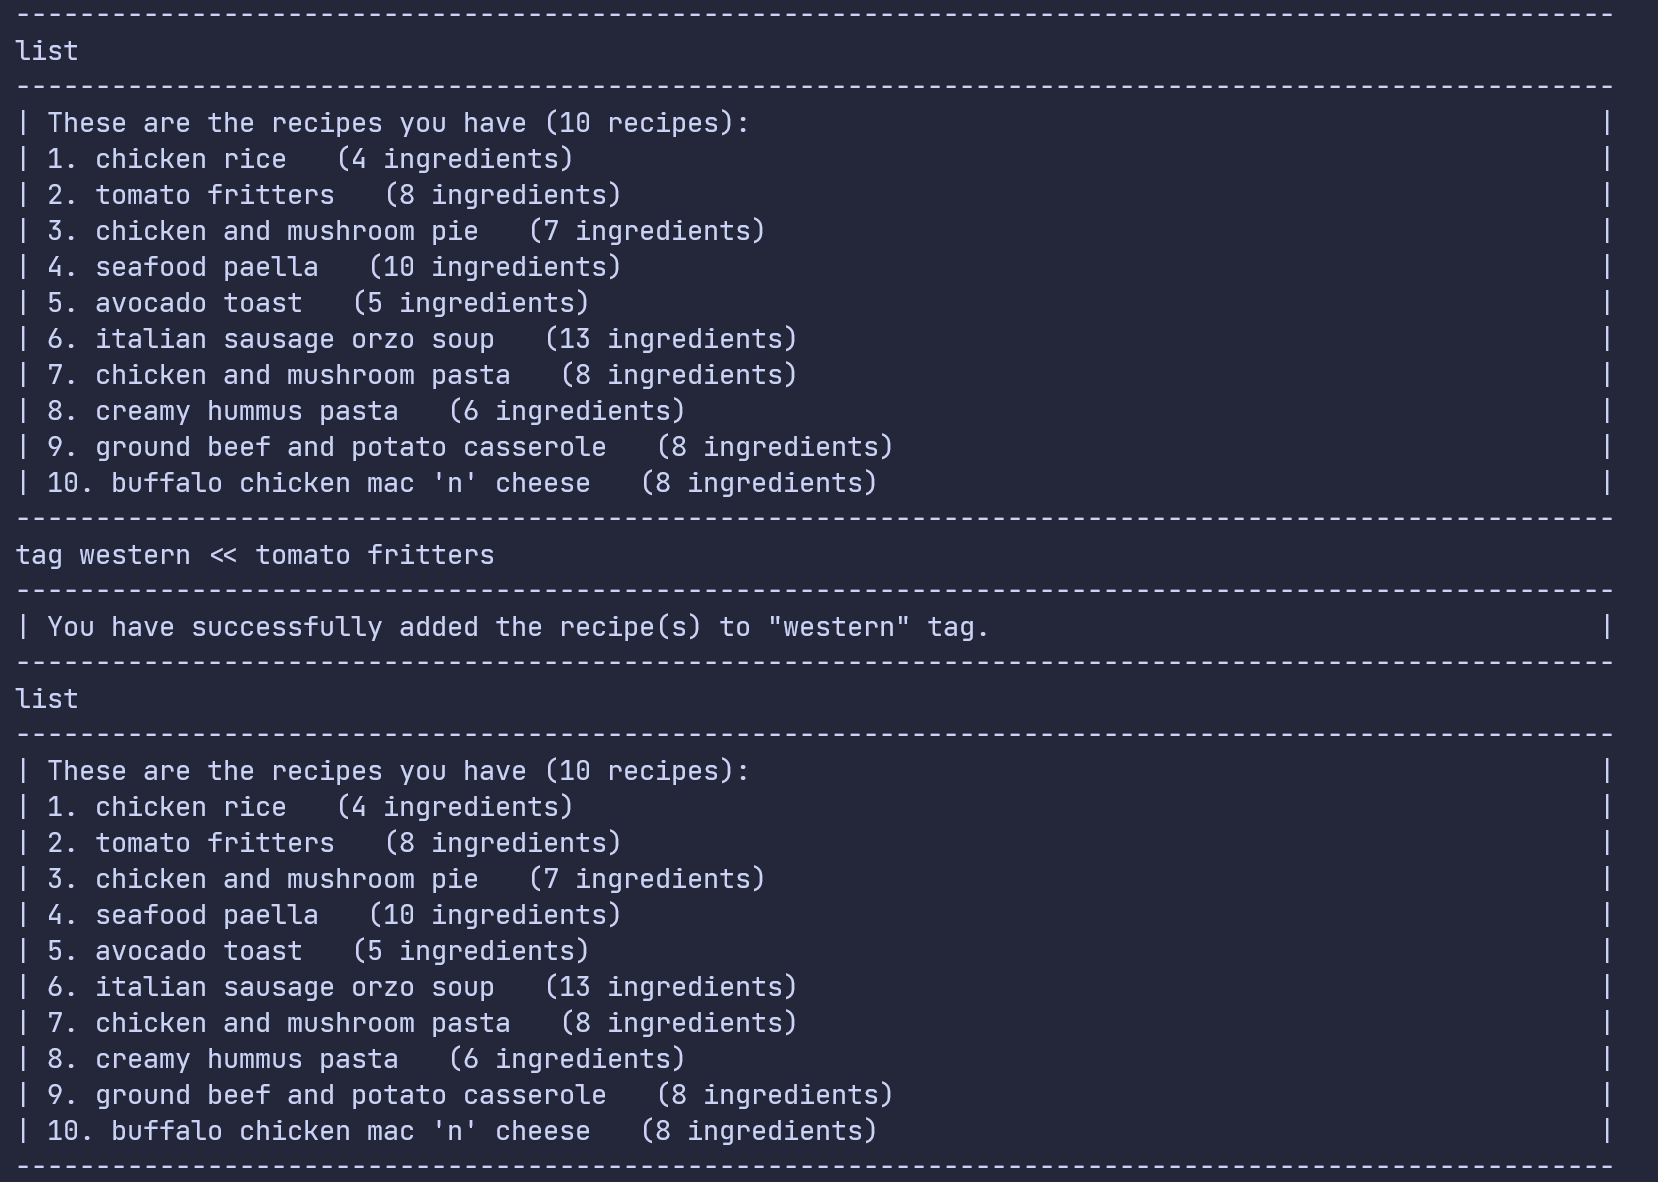 ----------------------------------------------------------------------------------------------------
list
----------------------------------------------------------------------------------------------------
| These are the recipes you have (10 recipes):                                                     |
| 1. chicken rice   (4 ingredients)                                                                |
| 2. tomato fritters   (8 ingredients)                                                             |
| 3. chicken and mushroom pie   (7 ingredients)                                                    |
| 4. seafood paella   (10 ingredients)                                                             |
| 5. avocado toast   (5 ingredients)                                                               |
| 6. italian sausage orzo soup   (13 ingredients)                                                  |
| 7. chicken and mushroom pasta   (8 ingredients)                                                  |
| 8. creamy hummus pasta   (6 ingredients)                                                         |
| 9. ground beef and potato casserole   (8 ingredients)                                            |
| 10. buffalo chicken mac 'n' cheese   (8 ingredients)                                             |
----------------------------------------------------------------------------------------------------
tag western << tomato fritters
----------------------------------------------------------------------------------------------------
| You have successfully added the recipe(s) to "western" tag.                                      |
----------------------------------------------------------------------------------------------------
list
----------------------------------------------------------------------------------------------------
| These are the recipes you have (10 recipes):                                                     |
| 1. chicken rice   (4 ingredients)                                                                |
| 2. tomato fritters   (8 ingredients)                                                             |
| 3. chicken and mushroom pie   (7 ingredients)                                                    |
| 4. seafood paella   (10 ingredients)                                                             |
| 5. avocado toast   (5 ingredients)                                                               |
| 6. italian sausage orzo soup   (13 ingredients)                                                  |
| 7. chicken and mushroom pasta   (8 ingredients)                                                  |
| 8. creamy hummus pasta   (6 ingredients)                                                         |
| 9. ground beef and potato casserole   (8 ingredients)                                            |
| 10. buffalo chicken mac 'n' cheese   (8 ingredients)                                             |
----------------------------------------------------------------------------------------------------